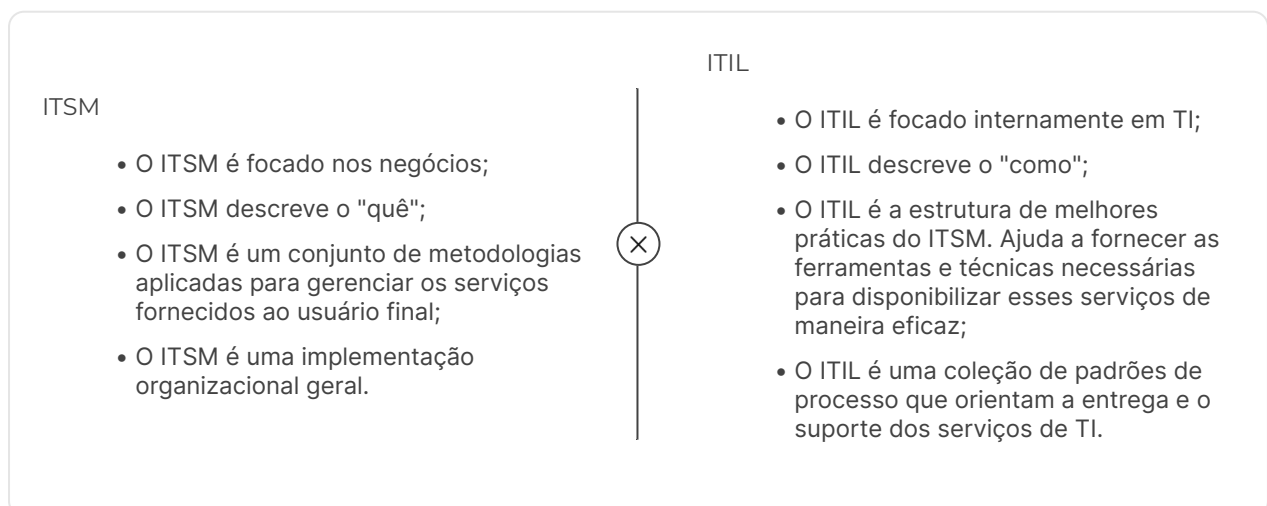 ITSM
• O ITSM é focado nos negócios;
• O ITSM descreve o "quê";
• O ITSM é um conjunto de metodologias
aplicadas para gerenciar os serviços
fornecidos ao usuário final;
• O ITSM é uma implementação
organizacional geral.
ITIL
• O ITIL é focado internamente em TI;
• O ITIL descreve o "como";
• O ITIL é a estrutura de melhores
práticas do ITSM. Ajuda a fornecer as
ferramentas e técnicas necessárias
para disponibilizar esses serviços de
maneira eficaz;
• O ITIL é uma coleção de padrões de
processo que orientam a entrega e o
suporte dos serviços de TI.